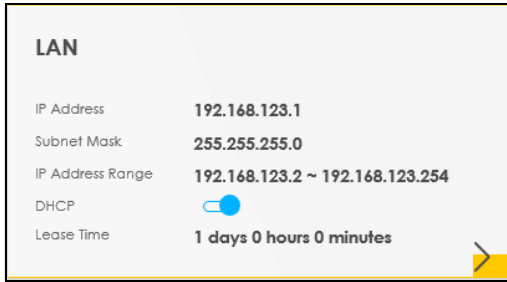 LAN
IP Address 192.168.123.1
Subnet Mask 255.255.255.0
IP Address Range 192.168.123.2 ~ 192.168.123.254
DHCP
Lease Time 1 days 0 hours 0 minutes